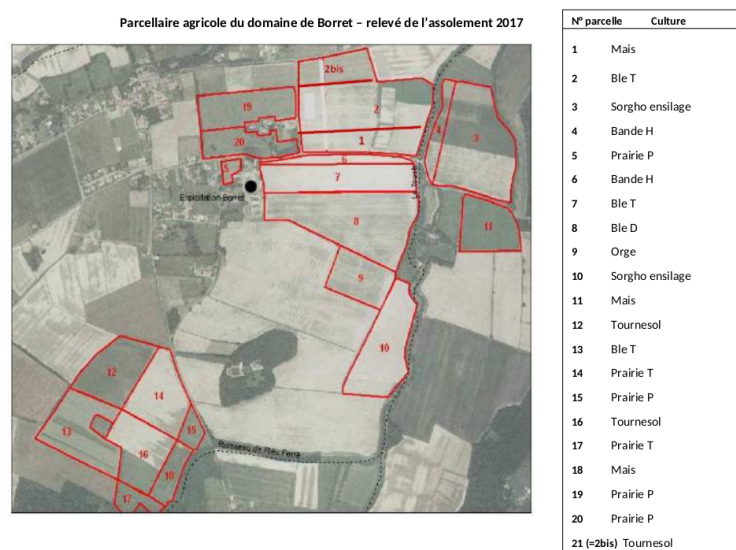 Parcellaire agricole du domaine de Borret – relevé de l'assolement 2017
2bis
19
2
20
1
4
3
6
5
7
Exploitation Borret
Le Touch
8
11
9
10
12
14
13
15
16
18
17
Ruisseau de Rieu Ferré
N° parcelle Culture
1 Mais
2 Ble T
3 Sorgho ensilage
4 Bande H
5 Prairie P
6 Bande H
7 Ble T
8 Ble D
9 Orge
10 Sorgho ensilage
11 Mais
12 Tournesol
13 Ble T
14 Prairie T
15 Prairie P
16 Tournesol
17 Prairie T
18 Mais
19 Prairie P
20 Prairie P
21 (=2bis) Tournesol